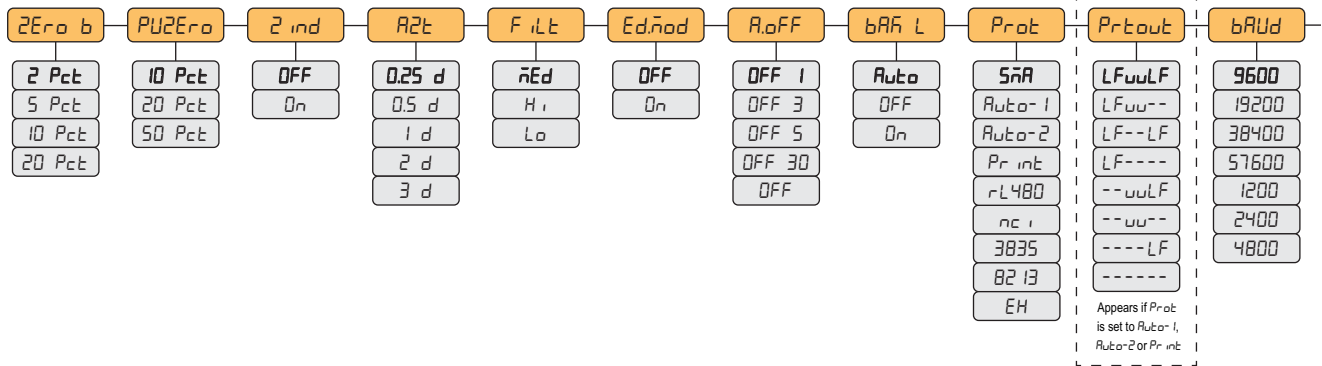 ZEro b
2 Pct
5 Pct
10 Pct
20 Pct
PUZEro
10 Pct
20 Pct
50 Pct
Z ind
OFF
On
AZt
0.25 d
0.5 d
1 d
2 d
3 d
FiLt
mEd
Hi
Lo
Ed.mod
OFF
On
A.oFF
OFF 1
OFF 3
OFF 5
OFF 30
OFF
bAK L
Auto
OFF
On
Prot
SmA
Auto-1
Auto-2
Print
rL480
nci
3835
8213
EH
Prtout
LFuuLF
LFuu--
LF--LF
LF----
--uuLF
--uu--
----LF
------
Appears if Prot
is set to Auto-1,
Auto-2 or Print
bAUd
9600
19200
38400
57600
1200
2400
4800